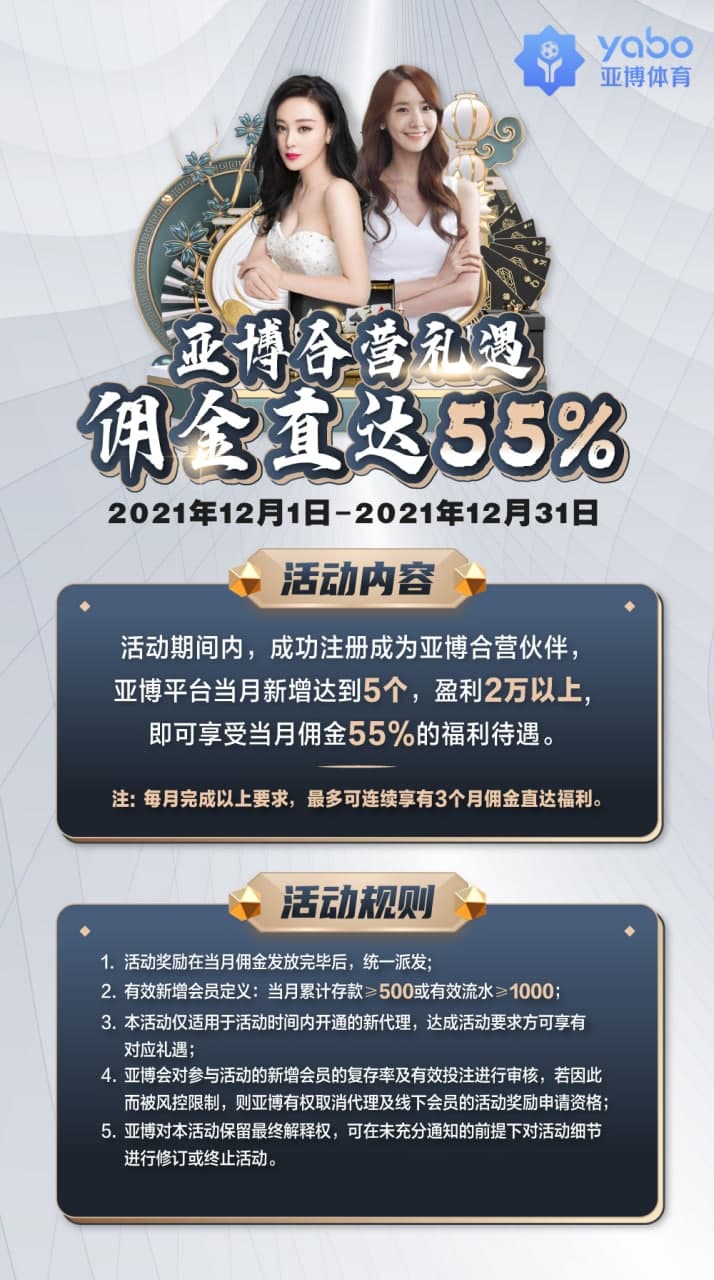 yabo
亚博体育
亚博合营礼遇
佣金直达55%
2021年12月1日-2021年12月31日
活动内容
活动期间内，成功注册成为亚博合营伙伴，
亚博平台当月新增达到5个，盈利2万以上，
即可享受当月佣金55%的福利待遇。
注: 每月完成以上要求，最多可连续享有3个月佣金直达福利。
活动规则
1. 活动奖励在当月佣金发放完毕后，统一派发；
2. 有效新增会员定义：当月累计存款≥500或有效流水≥1000；
3. 本活动仅适用于活动时间内开通的新代理，达成活动要求方可享有
对应礼遇；
4. 亚博会对参与活动的新增会员的复存率及有效投注进行审核，若因此
而被风控限制，则亚博有权取消代理及线下会员的活动奖励申请资格；
5. 亚博对本活动保留最终解释权，可在未充分通知的前提下对活动细节
进行修订或终止活动。